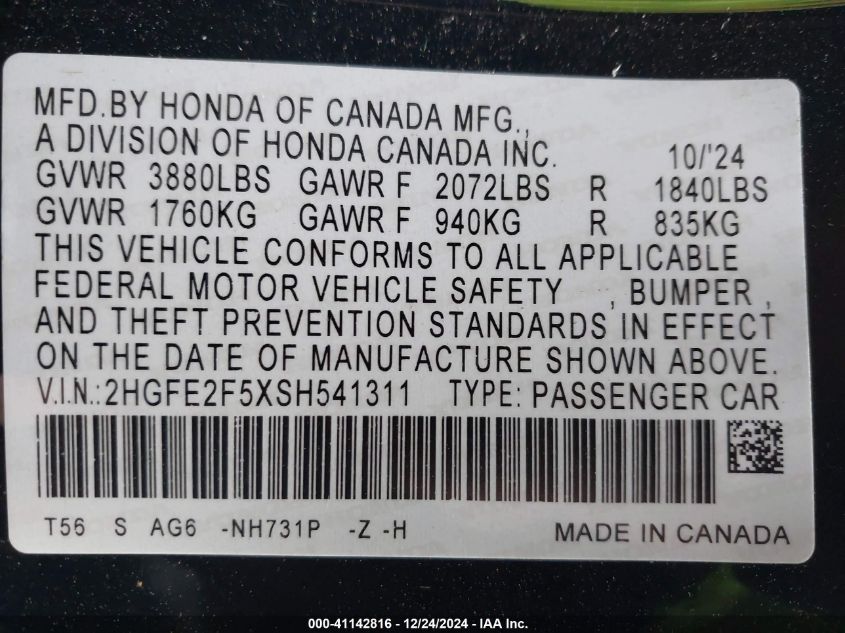 MFD.BY HONDA OF CANADA MFG.,
A DIVISION OF HONDA CANADA INC. 10/'24
GVWR 3880LBS GAWR F 2072LBS R 1840LBS
GVWR 1760KG GAWR F 940KG R 835KG
THIS VEHICLE CONFORMS TO ALL APPLICABLE
FEDERAL MOTOR VEHICLE SAFETY , BUMPER ,
AND THEFT PREVENTION STANDARDS IN EFFECT
ON THE DATE OF MANUFACTURE SHOWN ABOVE.
V.I.N.:2HGFE2F5XSH541311 TYPE: PASSENGER CAR
T56 S AG6 -NH731P -Z -H MADE IN CANADA
000-41142816 - 12/24/2024 - IAA Inc.